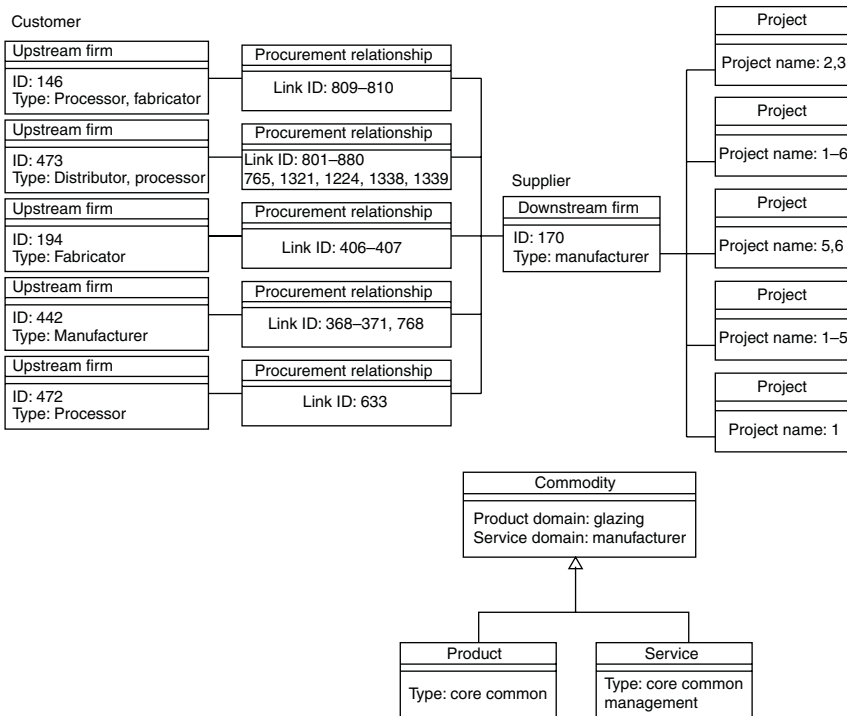 Customer
Upstream firm
ID: 146
Type: Processor, fabricator
Upstream firm
ID: 473
Type: Distributor, processor
Upstream firm
ID: 194
Type: Fabricator
Upstream firm
ID: 442
Type: Manufacturer
Upstream firm
ID: 472
Type: Processor
Procurement relationship
Link ID: 809–810
Procurement relationship
Link ID: 801–880
765, 1321, 1224, 1338, 1339
Procurement relationship
Link ID: 406–407
Procurement relationship
Link ID: 368–371, 768
Procurement relationship
Link ID: 633
Supplier
Downstream firm
ID: 170
Type: manufacturer
Project
Project name: 2,3
Project
Project name: 1–6
Project
Project name: 5,6
Project
Project name: 1–5
Project
Project name: 1
Commodity
Product domain: glazing
Service domain: manufacturer
Product
Type: core common
Service
Type: core common
management